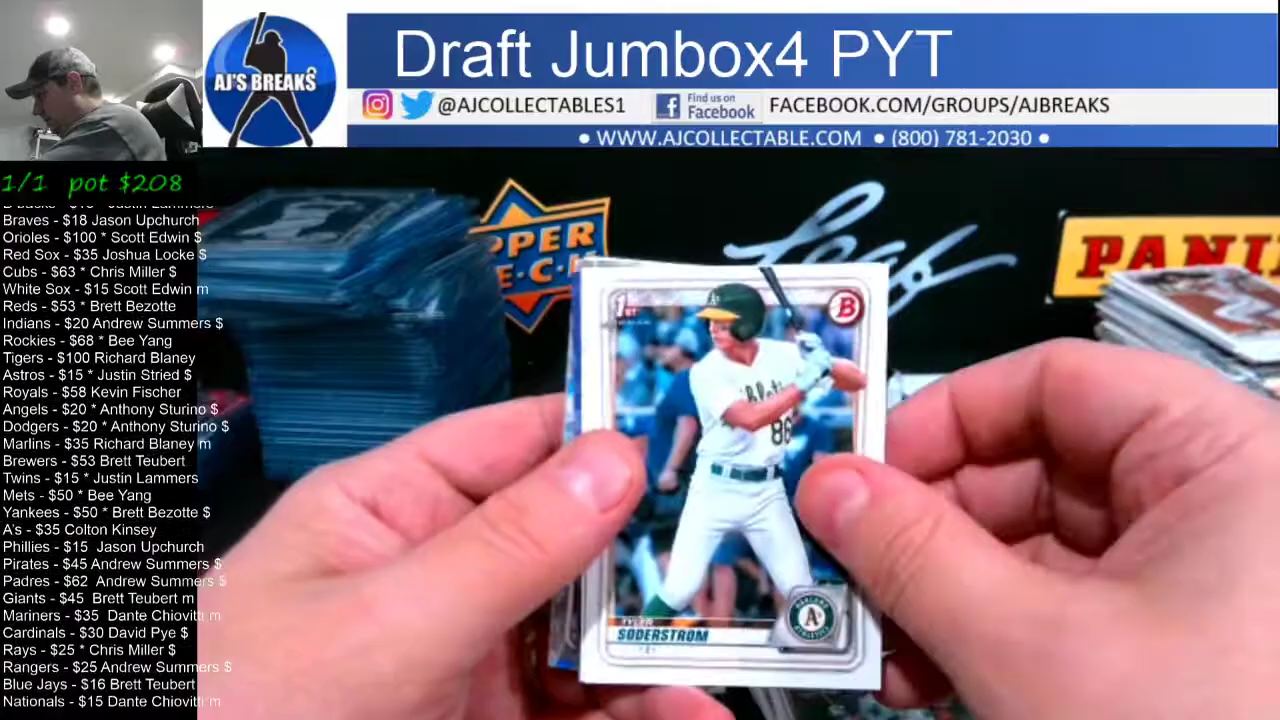 AJ'S BREAKS
Draft Jumbox4 PYT
@AJCOLLECTABLES1
Find us on
Facebook
FACEBOOK.COM/GROUPS/AJBREAKS
● WWW.AJCOLLECTABLE.COM ● (800) 781-2030 ●
1/1 pot $208
Braves - $18 Jason Upchurch
Orioles - $100 * Scott Edwin $
Red Sox - $35 Joshua Locke $
Cubs - $63 * Chris Miller $
White Sox - $15 Scott Edwin m
Reds - $53 * Brett Bezotte
Indians - $20 Andrew Summers $
Rockies - $68 * Bee Yang
Tigers - $100 Richard Blaney
Astros - $15 * Justin Stried $
Royals - $58 Kevin Fischer
Angels - $20 * Anthony Sturino $
Dodgers - $20 * Anthony Sturino $
Marlins - $35 Richard Blaney m
Brewers - $53 Brett Teubert
Twins - $15 * Justin Lammers
Mets - $50 * Bee Yang
Yankees - $50 * Brett Bezotte $
A's - $35 Colton Kinsey
Phillies - $15 Jason Upchurch
Pirates - $45 Andrew Summers $
Padres - $62 Andrew Summers $
Giants - $45 Brett Teubert m
Mariners - $35 Dante Chiovitti m
Cardinals - $30 David Pye $
Rays - $25 * Chris Miller $
Rangers - $25 Andrew Summers $
Blue Jays - $16 Brett Teubert
Nationals - $15 Dante Chiovitti m
PPER
Leaf
PANI
1ST
B
86
SODERSTROM
A's